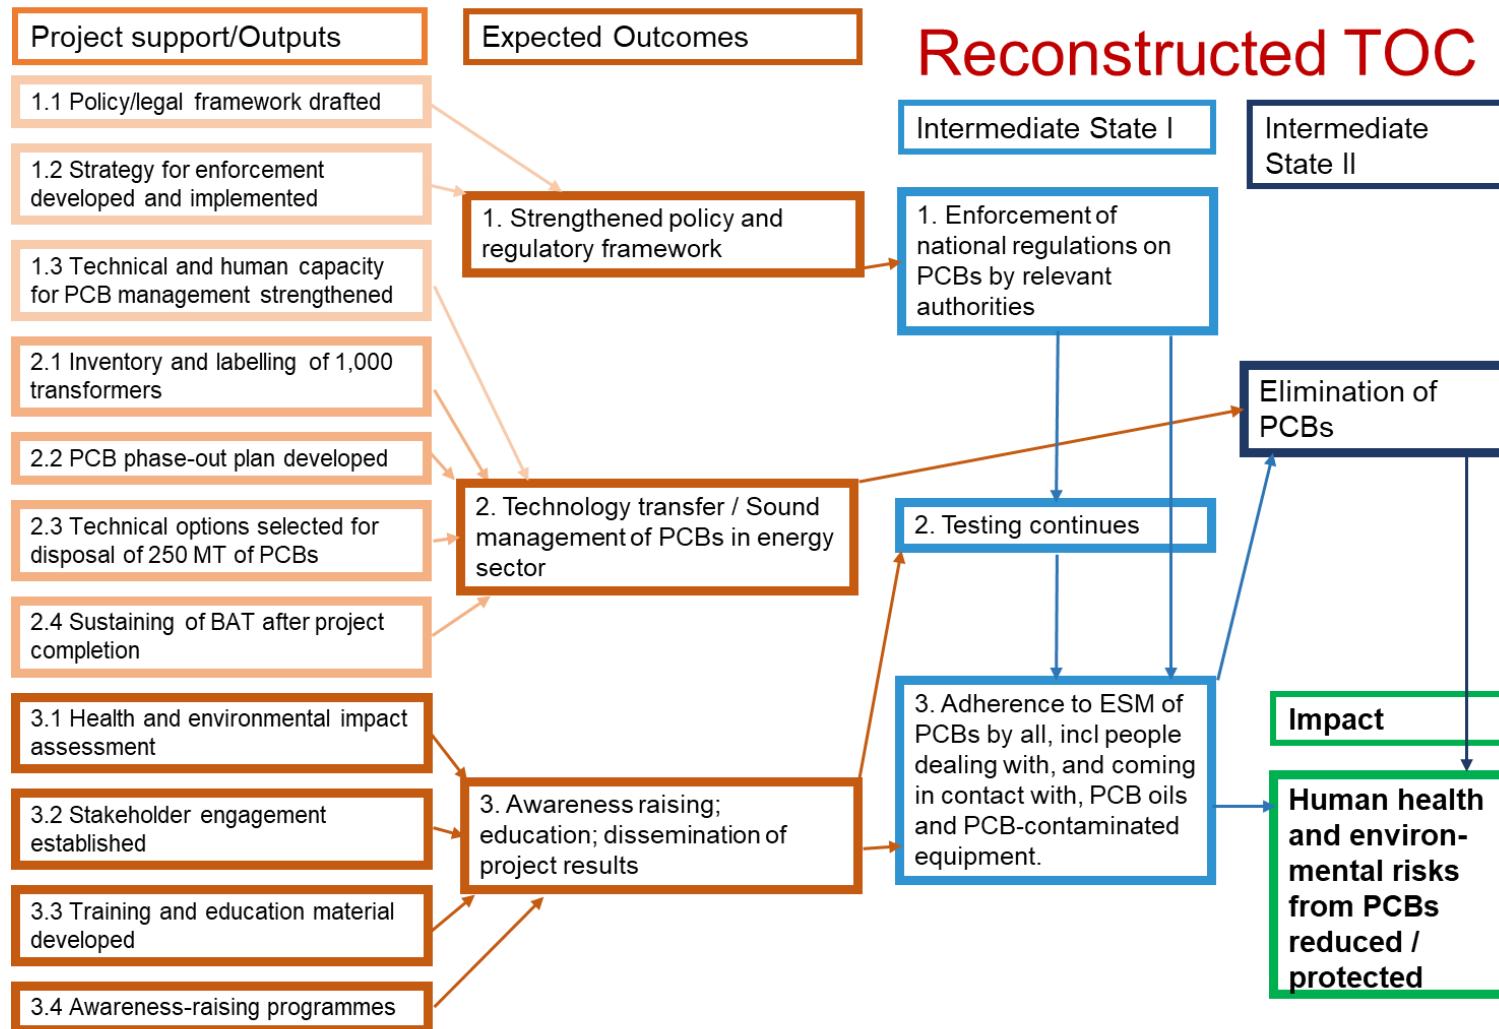 Project support/Outputs
Expected Outcomes
Reconstructed TOC
1.1 Policy/legal framework drafted
1.2 Strategy for enforcement
developed and implemented
1.3 Technical and human capacity
for PCB management strengthened
2.1 Inventory and labelling of 1,000
transformers
2.2 PCB phase-out plan developed
2.3 Technical options selected for
disposal of 250 MT of PCBs
2.4 Sustaining of BAT after project
completion
3.1 Health and environmental impact
assessment
3.2 Stakeholder engagement
established
3.3 Training and education material
developed
3.4 Awareness-raising programmes
1. Strengthened policy and
regulatory framework
2. Technology transfer / Sound
management of PCBs in energy
sector
3. Awareness raising;
education; dissemination of
project results
Intermediate State I
1. Enforcement of
national regulations on
PCBs by relevant
authorities
2. Testing continues
3. Adherence to ESM of
PCBs by all, incl people
dealing with, and coming
in contact with, PCB oils
and PCB-contaminated
equipment.
Intermediate
State II
Elimination of
PCBs
Impact
Human health
and environ-
mental risks
from PCBs
reduced /
protected